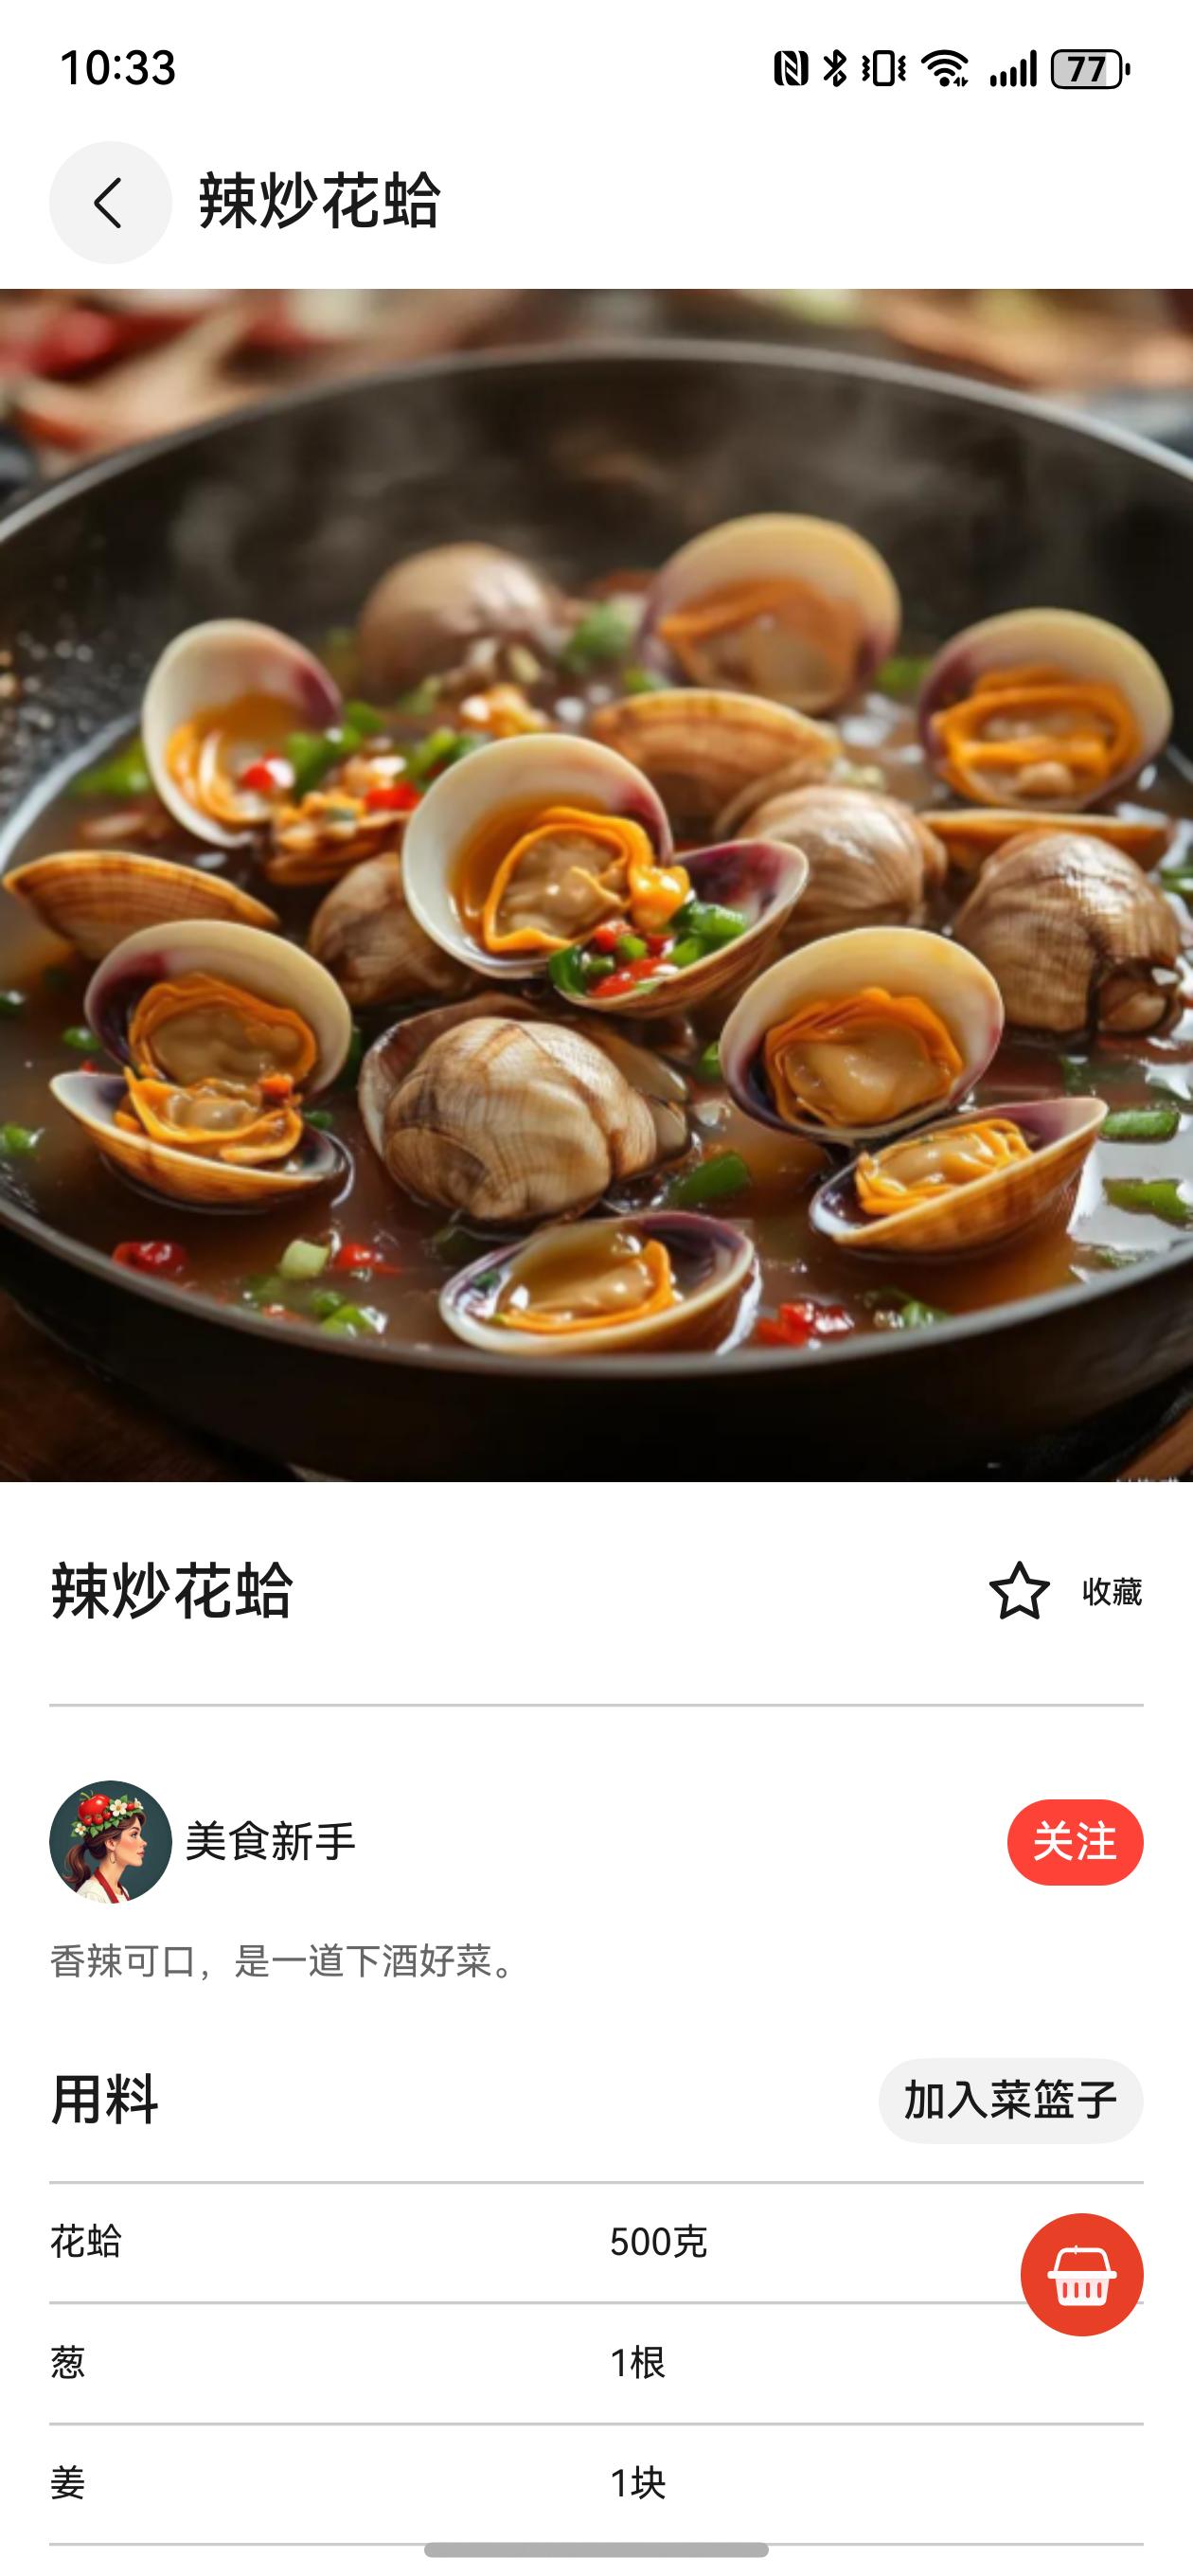 10:33
77
辣炒花蛤
辣炒花蛤
收藏
美食新手
关注
香辣可口，是一道下酒好菜。
用料
加入菜篮子
花蛤 500克
葱 1根
姜 1块